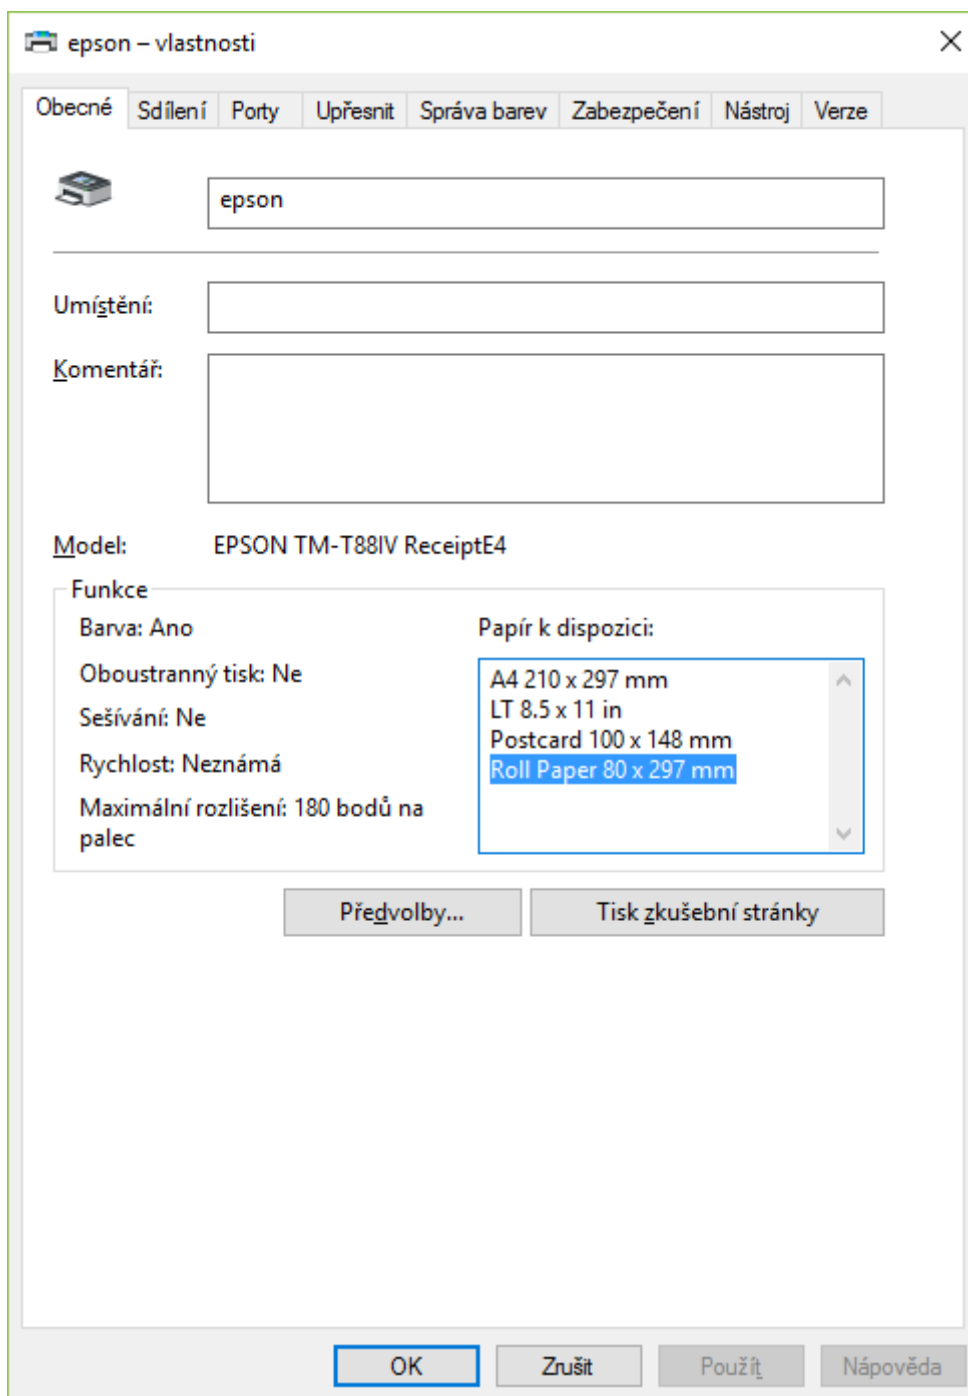 epson – vlastnosti
Obecné Sdílení Porty Upřesnit Správa barev Zabezpečení Nástroj Verze
epson
Umístění:
Komentář:
Model: EPSON TM-T88IV ReceiptE4
Funkce
Barva: Ano
Oboustranný tisk: Ne
Sešívání: Ne
Rychlost: Neznámá
Maximální rozlišení: 180 bodů na
palec
Papír k dispozici:
A4 210 x 297 mm
LT 8.5 x 11 in
Postcard 100 x 148 mm
Roll Paper 80 x 297 mm
Předvolby... Tisk zkušební stránky
OK Zrušit Použít Nápověda